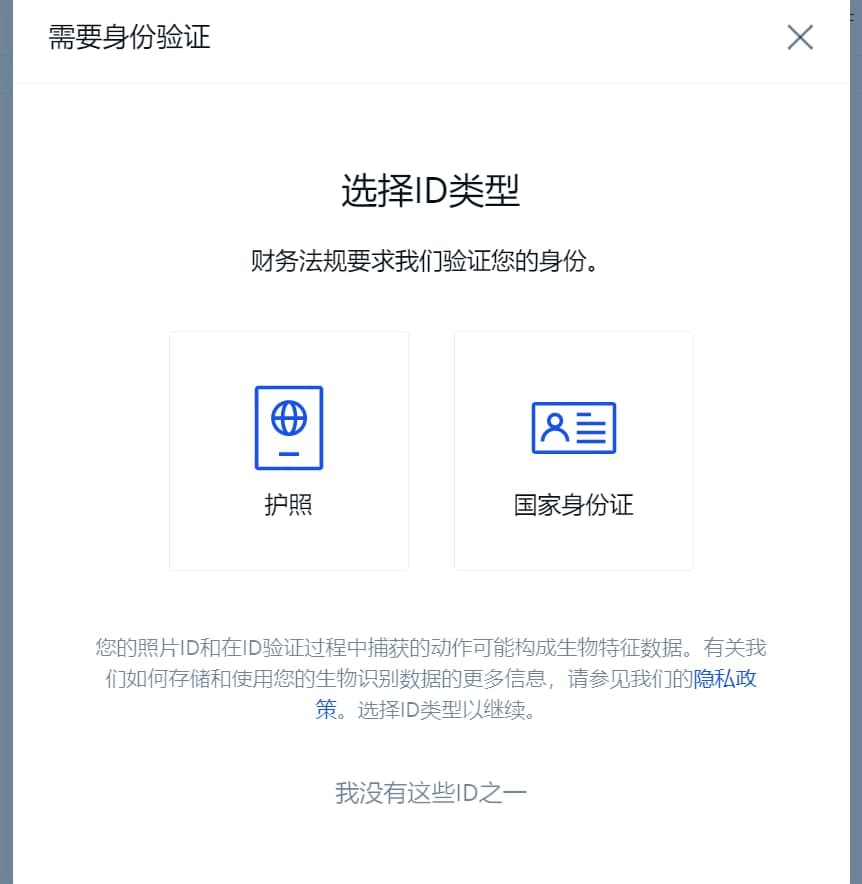 需要身份验证
选择ID类型
财务法规要求我们验证您的身份。
护照
国家身份证
您的照片ID和在ID验证过程中捕获的动作可能构成生物特征数据。有关我
们如何存储和使用您的生物识别数据的更多信息，请参见我们的隐私政
策。选择ID类型以继续。
我没有这些ID之一